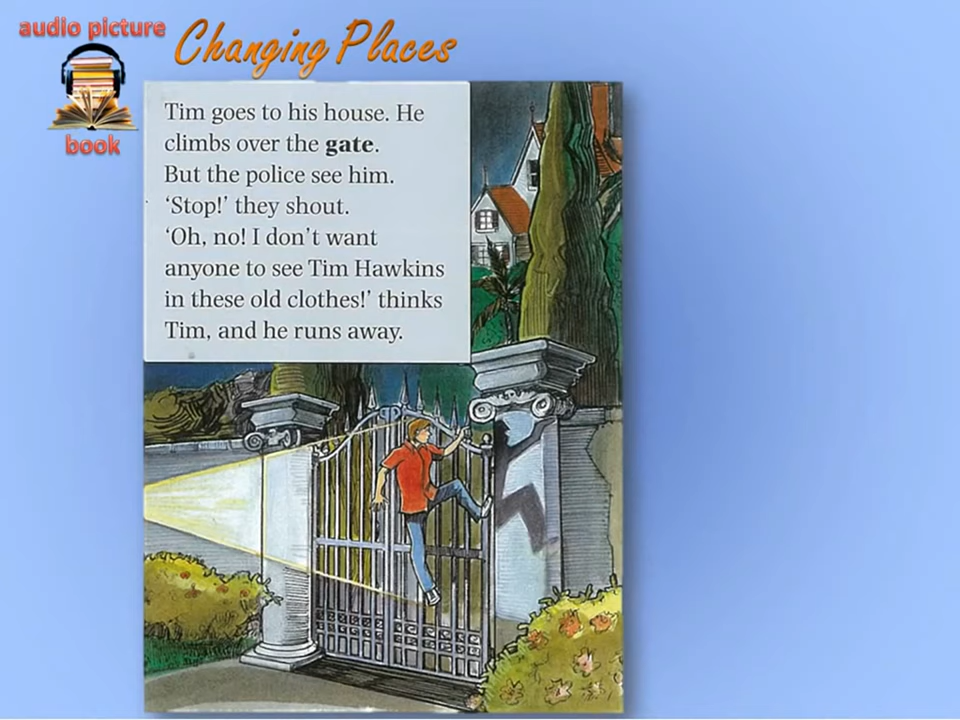 audio picture
book
Changing Places
Tim goes to his house. He
climbs over the gate.
But the police see him.
‘Stop!’ they shout.
‘Oh, no! I don’t want
anyone to see Tim Hawkins
in these old clothes!’ thinks
Tim, and he runs away.